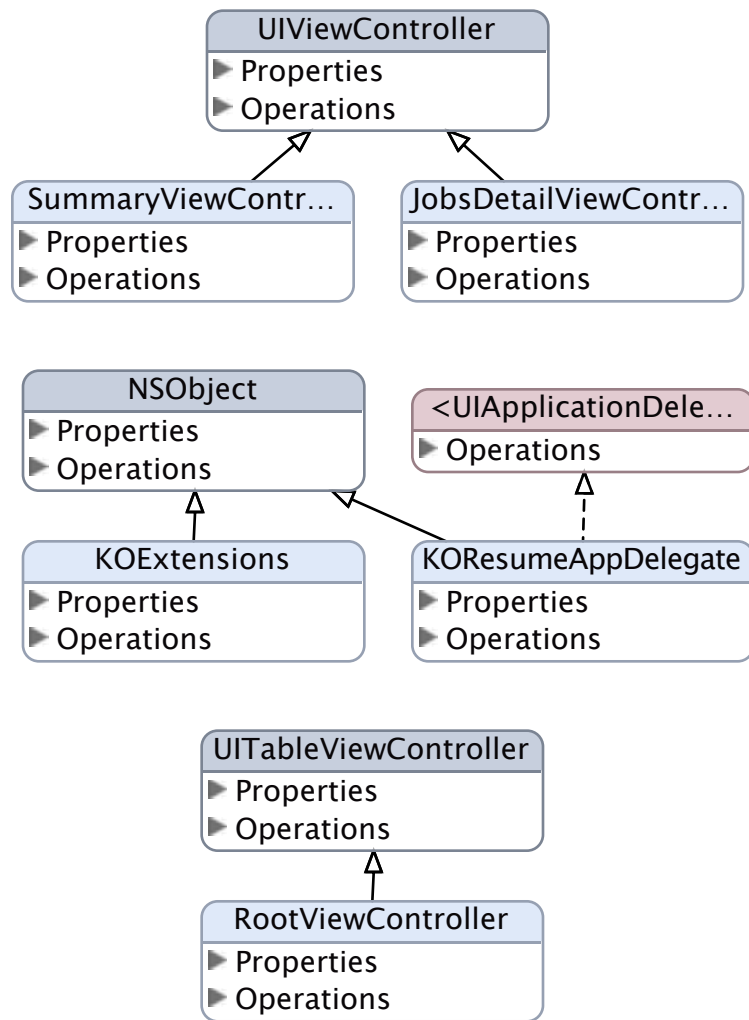 UIViewController
Properties
Operations
SummaryViewContr...
Properties
Operations
JobsDetailViewContr...
Properties
Operations
NSObject
Properties
Operations
<UIApplicationDele...
Operations
KOExtensions
Properties
Operations
KOResumeAppDelegate
Properties
Operations
UITableViewController
Properties
Operations
RootViewController
Properties
Operations